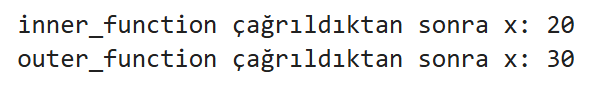 inner_function çağrıldıktan sonra x: 20
outer_function çağrıldıktan sonra x: 30